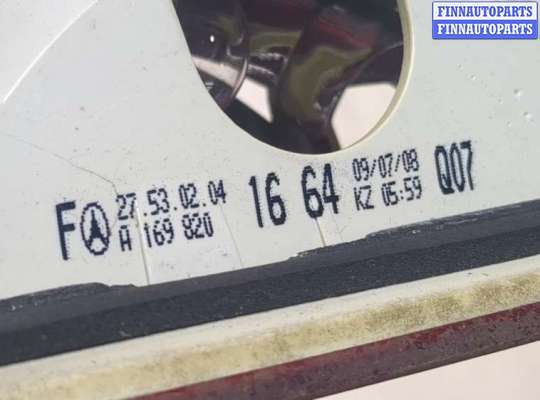 FINNAUTOPARTS
FINNAUTOPARTS
F 27.53.02.04 16 64 09/07/08 Q07
A 169 820 KZ 05:59